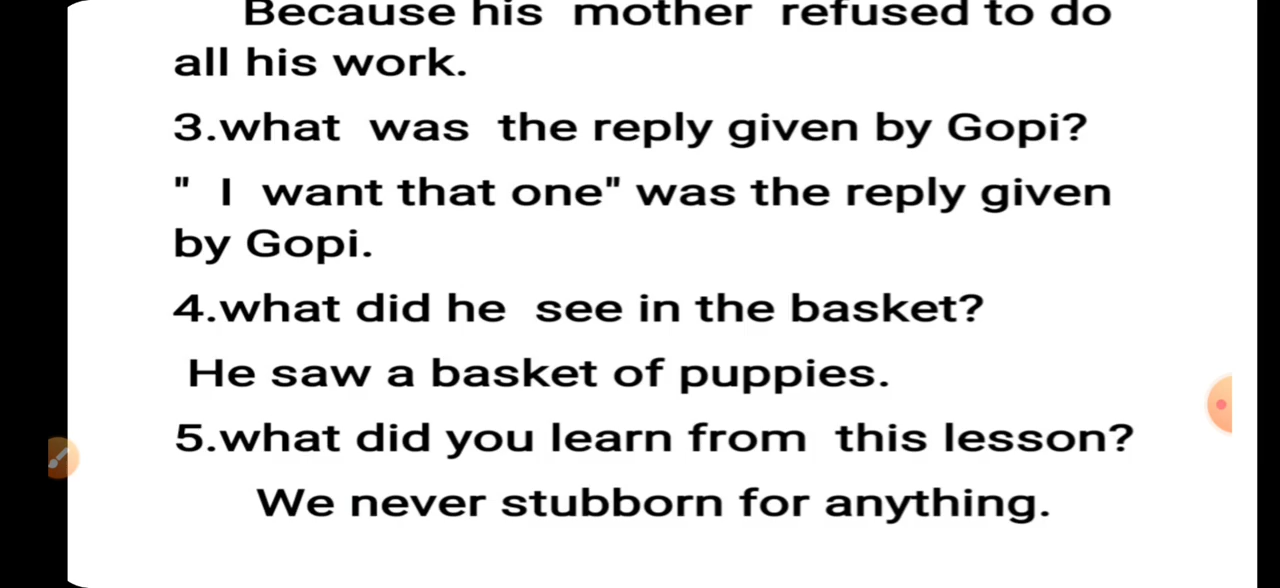 Because his mother refused to do
all his work.
3.what was the reply given by Gopi?
" I want that one" was the reply given
by Gopi.
4.what did he see in the basket?
He saw a basket of puppies.
5.what did you learn from this lesson?
We never stubborn for anything.